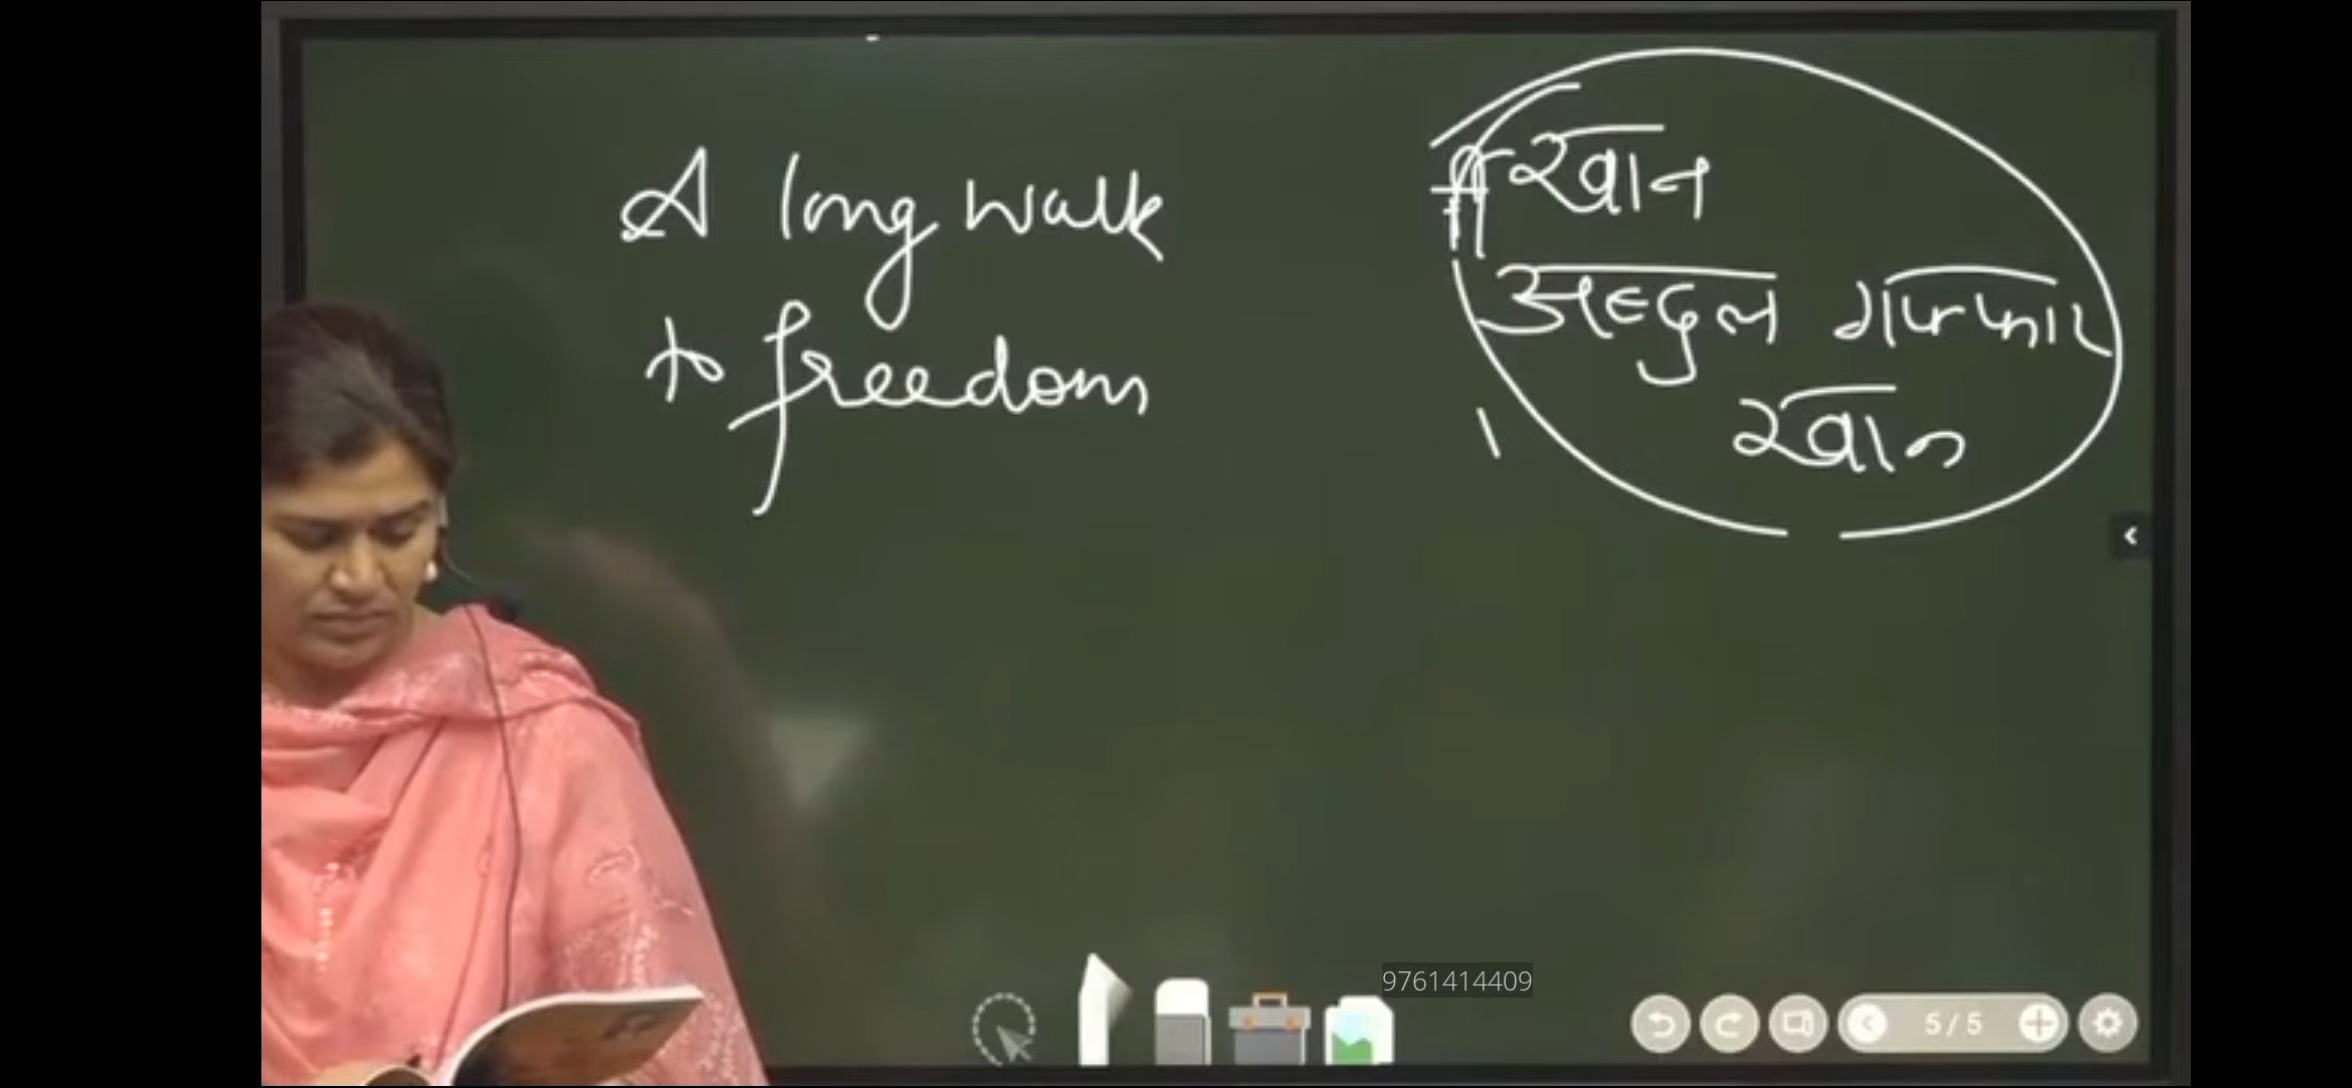 A long walk
to freedom
खान
अब्दुल गफ्फार
खान
9761414409
5/5